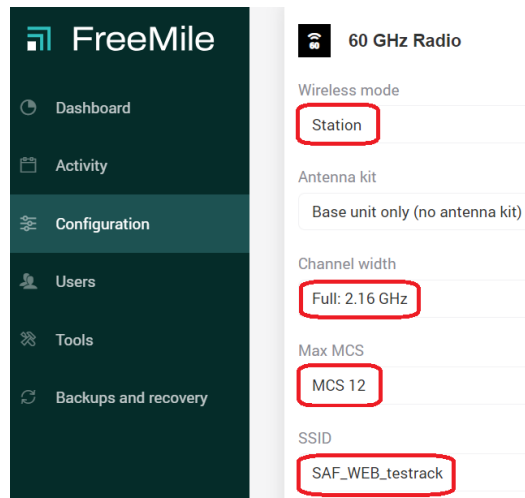 FreeMile
Dashboard
Activity
Configuration
Users
Tools
Backups and recovery
60
60 GHz Radio
Wireless mode
Station
Antenna kit
Base unit only (no antenna kit)
Channel width
Full: 2.16 GHz
Max MCS
MCS 12
SSID
SAF_WEB_testrack